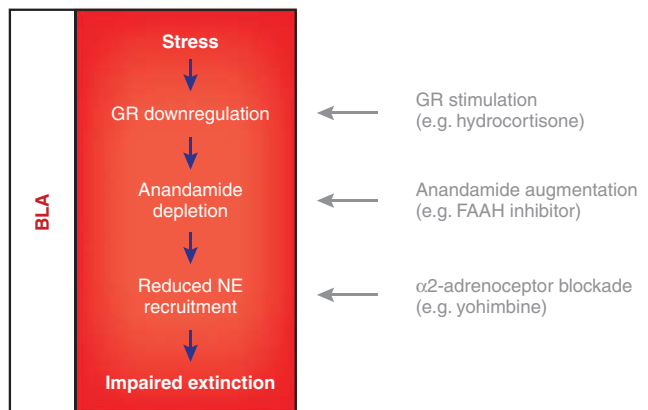 BLA
Stress
GR downregulation
Anandamide
depletion
Reduced NE
recruitment
Impaired extinction
GR stimulation
(e.g. hydrocortisone)
Anandamide augmentation
(e.g. FAAH inhibitor)
α2-adrenoceptor blockade
(e.g. yohimbine)